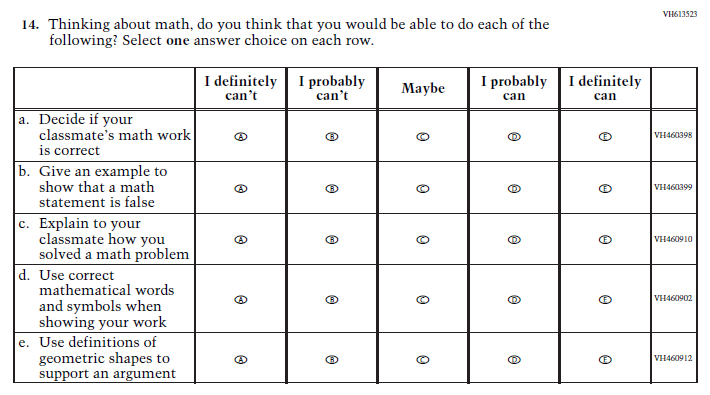 VH613523
14. Thinking about math, do you think that you would be able to do each of the
following? Select one answer choice on each row.
I definitely can't I probably can't Maybe I probably can I definitely can
a. Decide if your
classmate's math work
is correct
A B C D E VH460398
b. Give an example to
show that a math
statement is false
A B C D E VH460399
c. Explain to your
classmate how you
solved a math problem
A B C D E VH460910
d. Use correct
mathematical words
and symbols when
showing your work
A B C D E VH460902
e. Use definitions of
geometric shapes to
support an argument
A B C D E VH460912